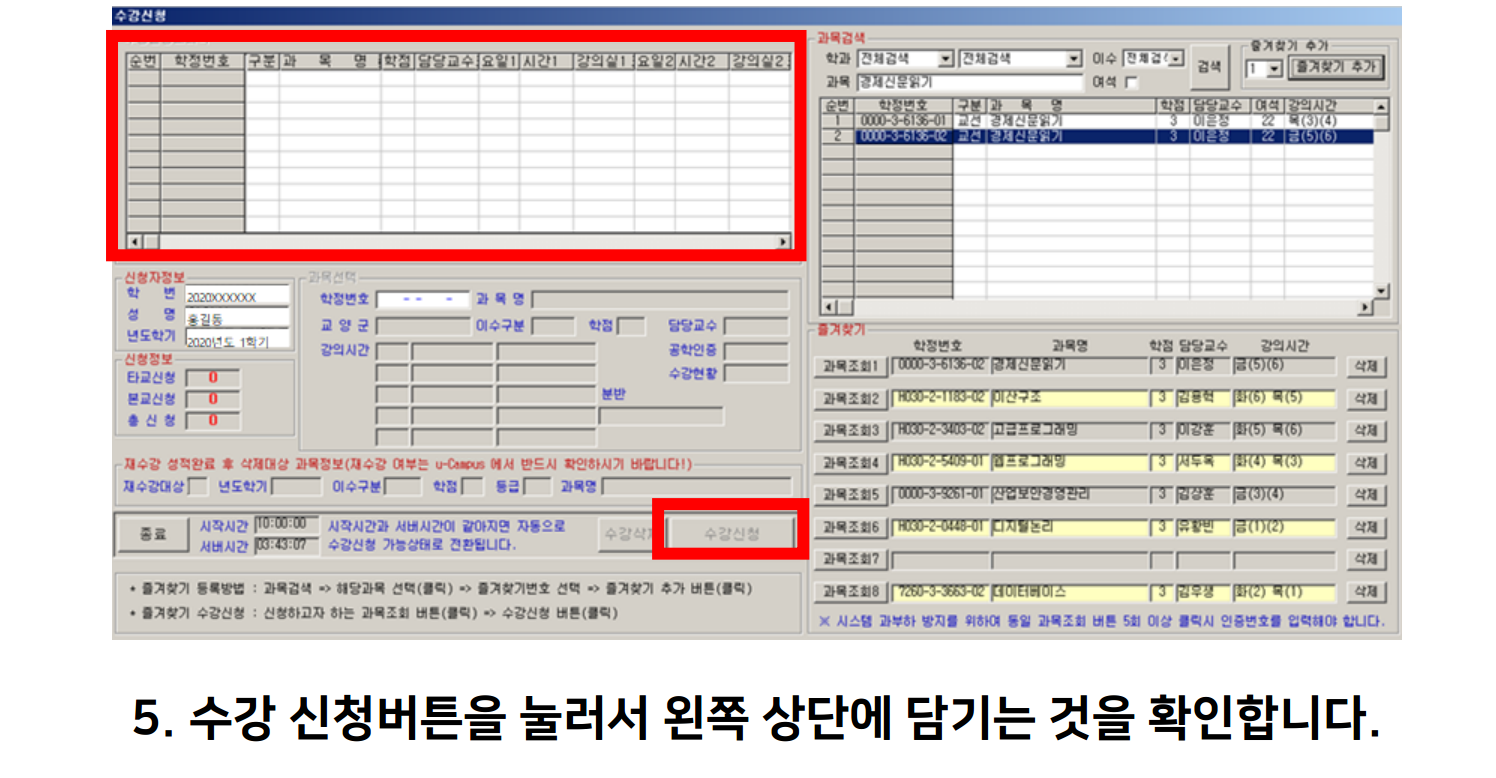 수강신청
순번 학정번호 구분 과 목 명 학점 담당교수 요일1 시간1 강의실1 요일2 시간2 강의실2
신청자정보
학 번 2020XXXXXX
성 명 홍길동
년도학기 2020년도 1학기
신청정보
타교신청 0
본교신청 0
총 신 청 0
과목선택
학정번호 -- - 과 목 명
교 양 군 이수구분 학점 담당교수
강의시간 공학인증
수강현황
분반
재수강 성적완료 후 삭제대상 과목정보(재수강 여부는 u-Campus 에서 반드시 확인하시기 바랍니다!)
재수강대상 년도학기 이수구분 학점 등급 과목명
종료 시작시간 10:00:00 시작시간과 서버시간이 같아지면 자동으로 수강삭 수강신청
서버시간 03:43:07 수강신청 가능상태로 전환됩니다.
* 즐겨찾기 등록방법 : 과목검색 => 해당과목 선택(클릭) => 즐겨찾기번호 선택 => 즐겨찾기 추가 버튼(클릭)
* 즐겨찾기 수강신청 : 신청하고자 하는 과목조회 버튼(클릭) => 수강신청 버튼(클릭)
과목검색
학과 전체검색 전체검색 이수 전체검 검색
과목 경제신문읽기 여석
즐겨찾기 추가
1 즐겨찾기 추가
순번 학정번호 구분 과 목 명 학점 담당교수 여석 강의시간
1 0000-3-6136-01 교선 경제신문읽기 3 이은정 22 목(3)(4)
2 0000-3-6136-02 교선 경제신문읽기 3 이은정 22 금(5)(6)
즐겨찾기
학정번호 과목명 학점 담당교수 강의시간
과목조회1 0000-3-6136-02 경제신문읽기 3 이은정 금(5)(6) 삭제
과목조회2 H030-2-1183-02 이산구조 3 김용혁 화(6) 목(5) 삭제
과목조회3 H030-2-3403-02 고급프로그래밍 3 이강훈 화(5) 목(6) 삭제
과목조회4 H030-2-5409-01 웹프로그래밍 3 서두옥 화(4) 목(3) 삭제
과목조회5 0000-3-9261-01 산업보안경영관리 3 김상훈 금(3)(4) 삭제
과목조회6 H030-2-0448-01 디지털논리 3 유황빈 금(1)(2) 삭제
과목조회7 삭제
과목조회8 7260-3-3663-02 데이터베이스 3 김우생 화(2) 목(1) 삭제
※ 시스템 과부하 방지를 위하여 동일 과목조회 버튼 5회 이상 클릭시 인증번호를 입력해야 합니다.
5. 수강 신청버튼을 눌러서 왼쪽 상단에 담기는 것을 확인합니다.